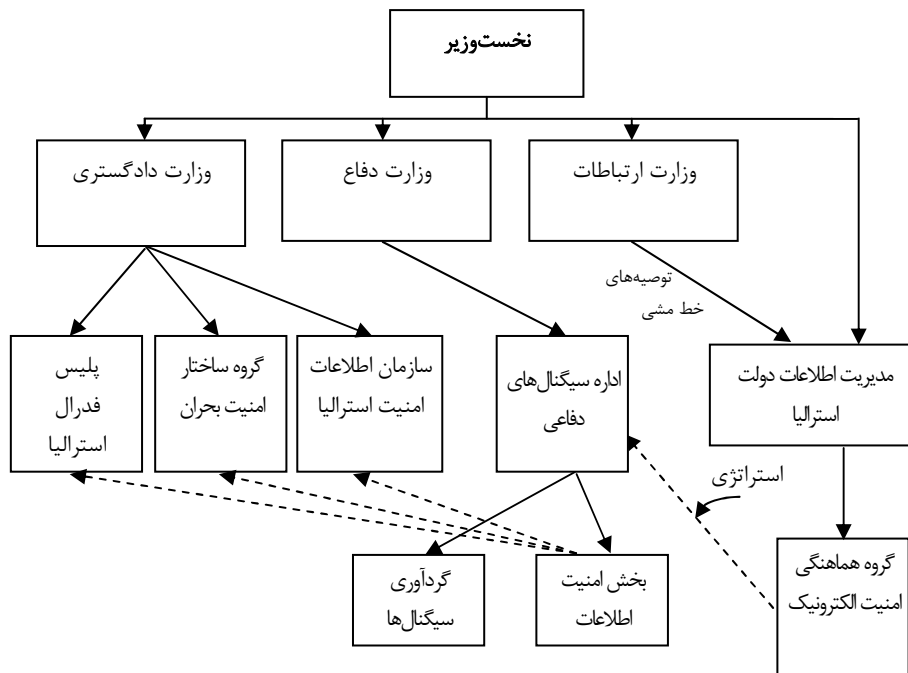 نخست‌وزیر
وزارت ارتباطات
وزارت دفاع
وزارت دادگستری
توصیه‌های
خط مشی
مدیریت اطلاعات دولت
استرالیا
اداره سیگنال‌های
دفاعی
سازمان اطلاعات
امنیت استرالیا
گروه ساختار
امنیت بحران
پلیس
فدرال
استرالیا
استراتژی
گروه هماهنگی
امنیت الکترونیک
بخش امنیت
اطلاعات
گردآوری
سیگنال‌ها